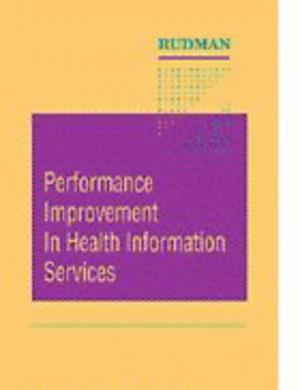 RUDMAN
Performance
Improvement
In Health Information
Services